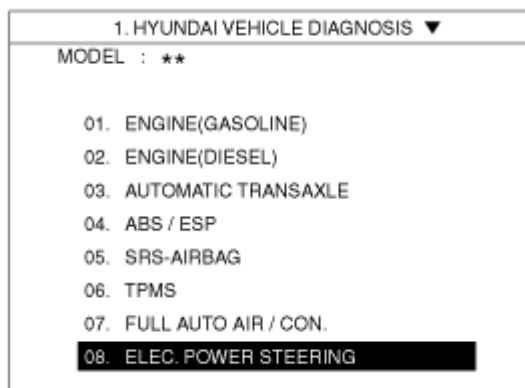 1. HYUNDAI VEHICLE DIAGNOSIS ▼
MODEL : **
01. ENGINE(GASOLINE)
02. ENGINE(DIESEL)
03. AUTOMATIC TRANSAXLE
04. ABS / ESP
05. SRS-AIRBAG
06. TPMS
07. FULL AUTO AIR / CON.
08. ELEC. POWER STEERING